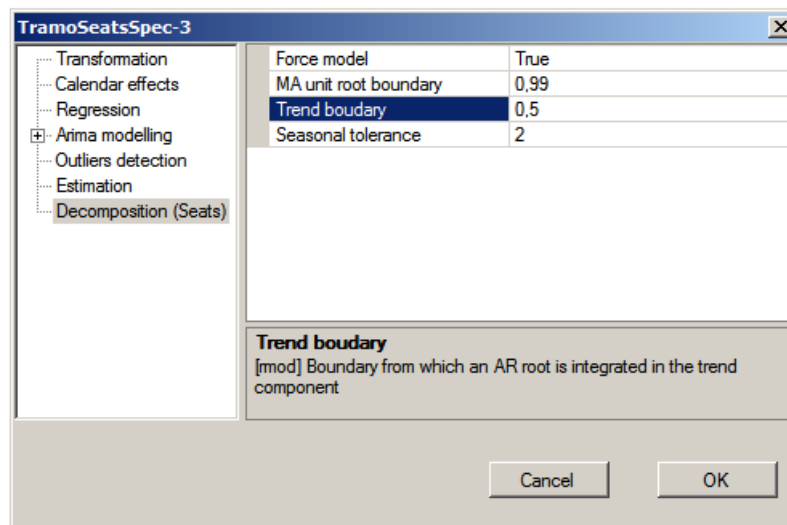 TramoSeatsSpec-3
Transformation
Calendar effects
Regression
Arima modelling
Outliers detection
Estimation
Decomposition (Seats)
Force model True
MA unit root boundary 0,99
Trend boudary 0,5
Seasonal tolerance 2
Trend boudary
[rmod] Boundary from which an AR root is integrated in the trend
component
Cancel OK